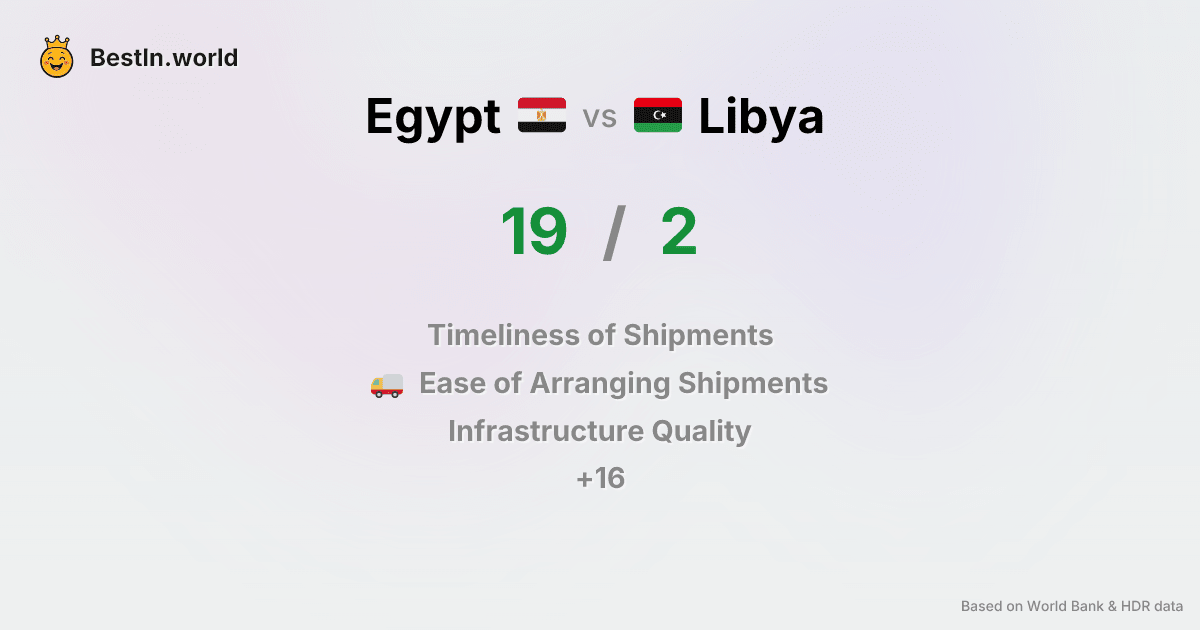 BestIn.world
Egypt vs Libya
19 / 2
Timeliness of Shipments
Ease of Arranging Shipments
Infrastructure Quality
+16
Based on World Bank & HDR data